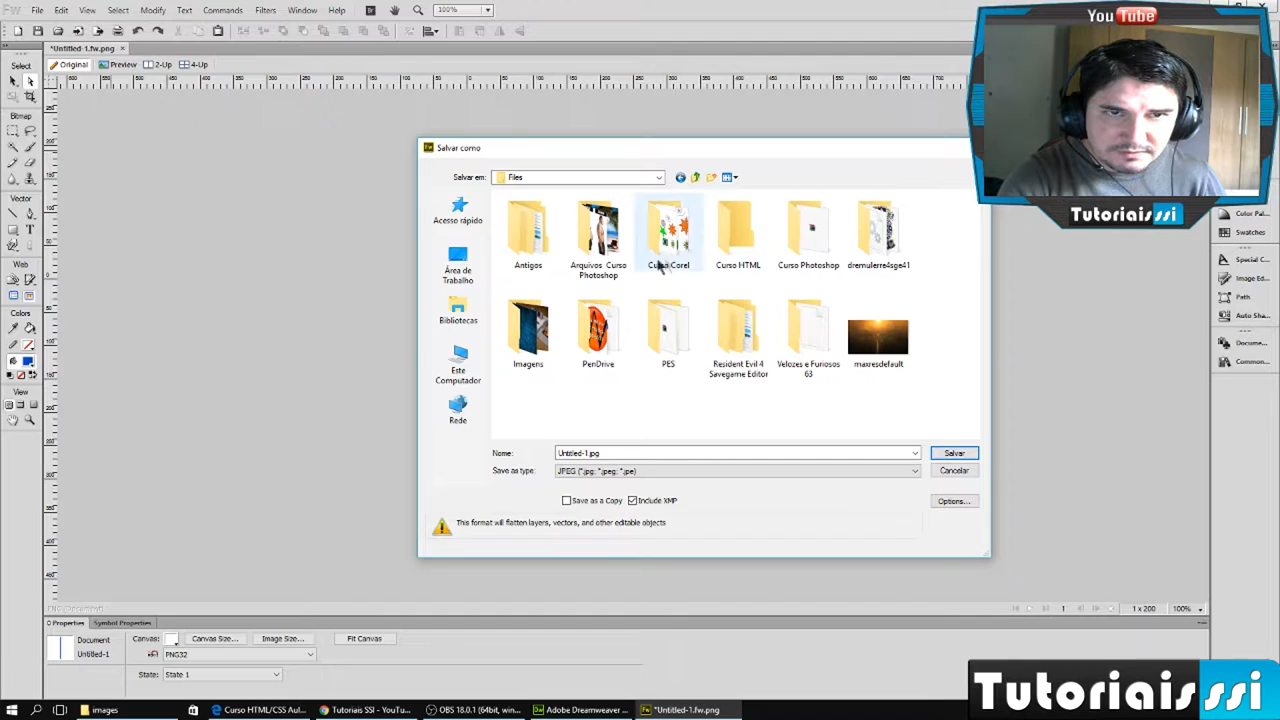 Fw File Edit View Select Modify Text Commands Filters Window Help Br 100%
You Tube
*Untitled-1.fw.png
Select
Original Preview 2-Up 4-Up
Bitmap
Vector
Web
Colors
View
Tutoriais ssi
Color Pal...
Swatches
Special C...
Image Ed...
Path
Auto Sha...
Docume...
Common...
Salvar como
Salvar em: Files
Acesso rápido
Área de
Trabalho
Bibliotecas
Este
Computador
Rede
Antigos
Arquivos Curso
Photoshop
Curso Corel
Curso HTML
Curso Photoshop
dremulerre4sge41
Imagens
PenDrive
PES
Resident Evil 4
Savegame Editor
Velozes e Furiosos
63
maxresdefault
Nome: Untitled-1.jpg Salvar
Save as type: JPEG (*.jpg; *.jpeg; *.jpe) Cancelar
Save as a Copy Include XMP Options...
This format will flatten layers, vectors, and other editable objects
PNG (Document)
1 1 x 200 100%
Properties Symbol Properties
Document
Untitled-1
Canvas: Canvas Size... Image Size... Fit Canvas
PNG32
State: State 1
Tutoriais ssi
images
Curso HTML/CSS Aul...
Tutoriais SSI - YouTu...
OBS 18.0.1 (64bit, win...
Adobe Dreamweaver ...
*Untitled-1.fw.png